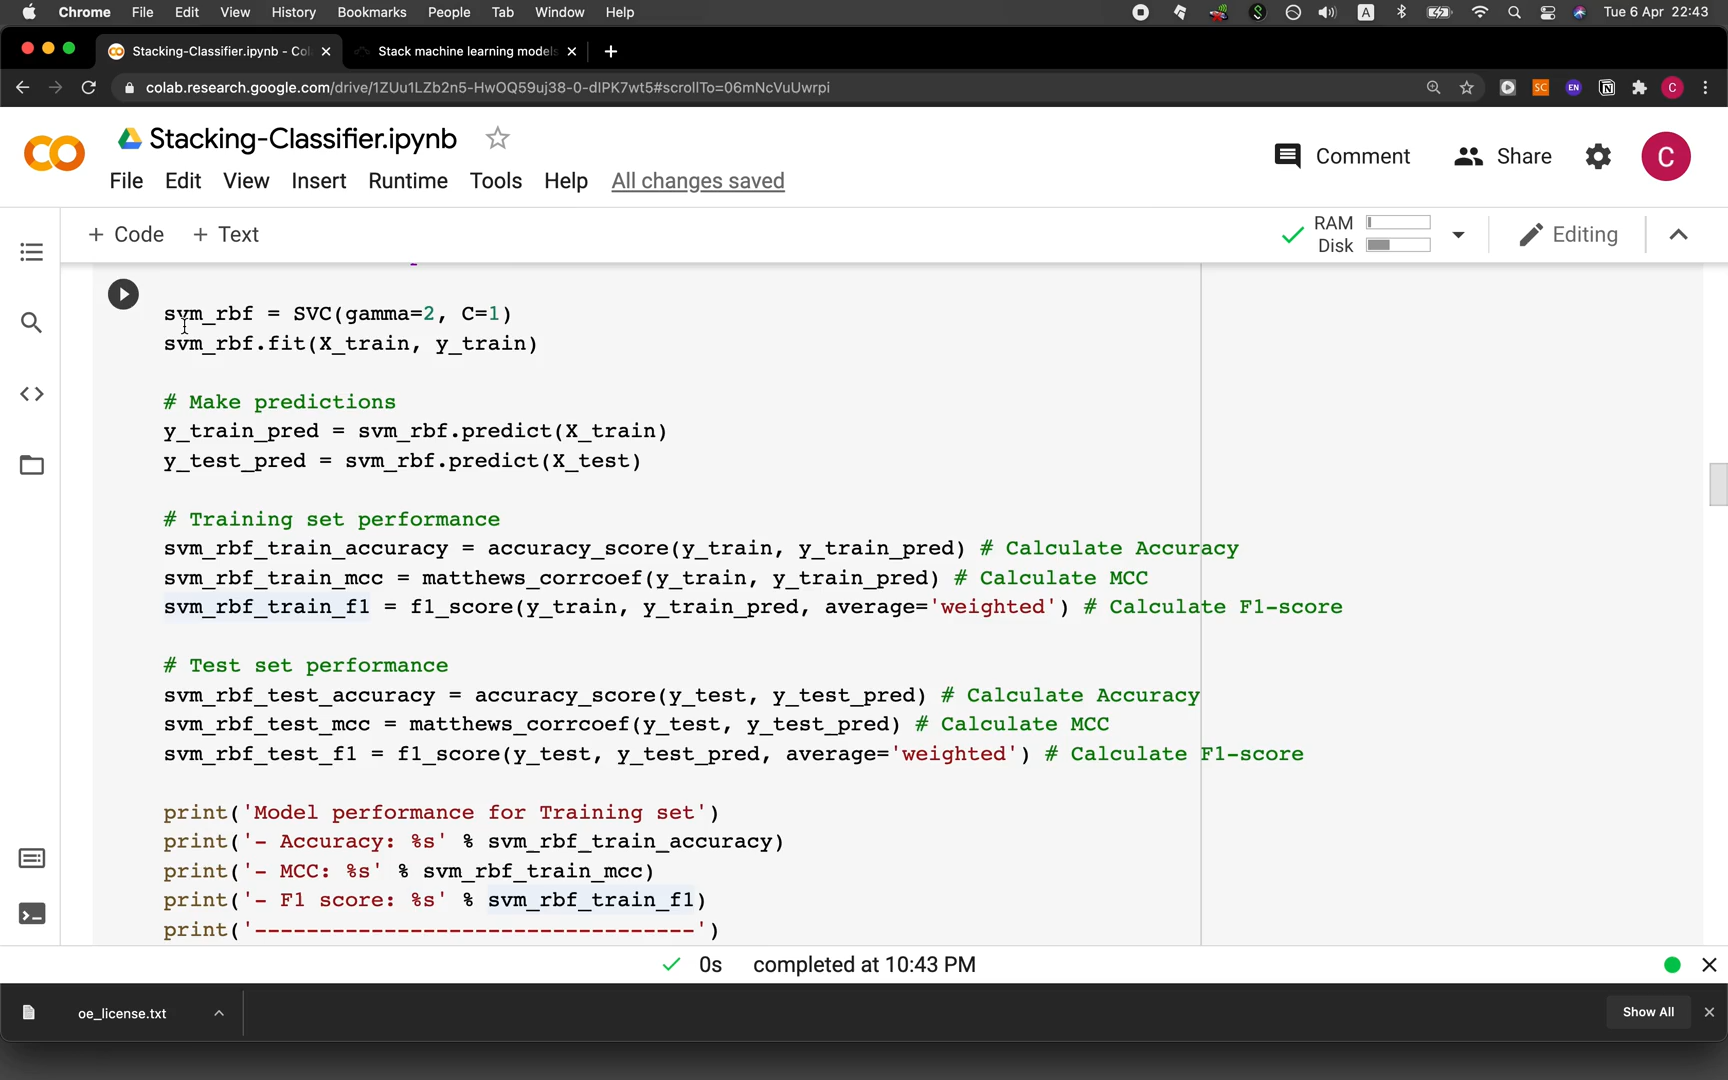 Chrome File Edit View History Bookmarks People Tab Window Help A Tue 6 Apr 22:43
Stacking-Classifier.ipynb - Col Stack machine learning models
colab.research.google.com/drive/1ZUu1LZb2n5-HwOQ59uj38-0-dIPK7wt5#scrollTo=06mNcVuUwrpi SC EN C
Stacking-Classifier.ipynb
Comment Share C
File Edit View Insert Runtime Tools Help All changes saved
+ Code + Text RAM Disk Editing
svm_rbf = SVC(gamma=2, C=1)
svm_rbf.fit(X_train, y_train)
# Make predictions
y_train_pred = svm_rbf.predict(X_train)
y_test_pred = svm_rbf.predict(X_test)
# Training set performance
svm_rbf_train_accuracy = accuracy_score(y_train, y_train_pred) # Calculate Accuracy
svm_rbf_train_mcc = matthews_corrcoef(y_train, y_train_pred) # Calculate MCC
svm_rbf_train_f1 = f1_score(y_train, y_train_pred, average='weighted') # Calculate F1-score
# Test set performance
svm_rbf_test_accuracy = accuracy_score(y_test, y_test_pred) # Calculate Accuracy
svm_rbf_test_mcc = matthews_corrcoef(y_test, y_test_pred) # Calculate MCC
svm_rbf_test_f1 = f1_score(y_test, y_test_pred, average='weighted') # Calculate F1-score
print('Model performance for Training set')
print('- Accuracy: %s' % svm_rbf_train_accuracy)
print('- MCC: %s' % svm_rbf_train_mcc)
print('- F1 score: %s' % svm_rbf_train_f1)
print('----------------------------------')
0s completed at 10:43 PM
oe_license.txt Show All